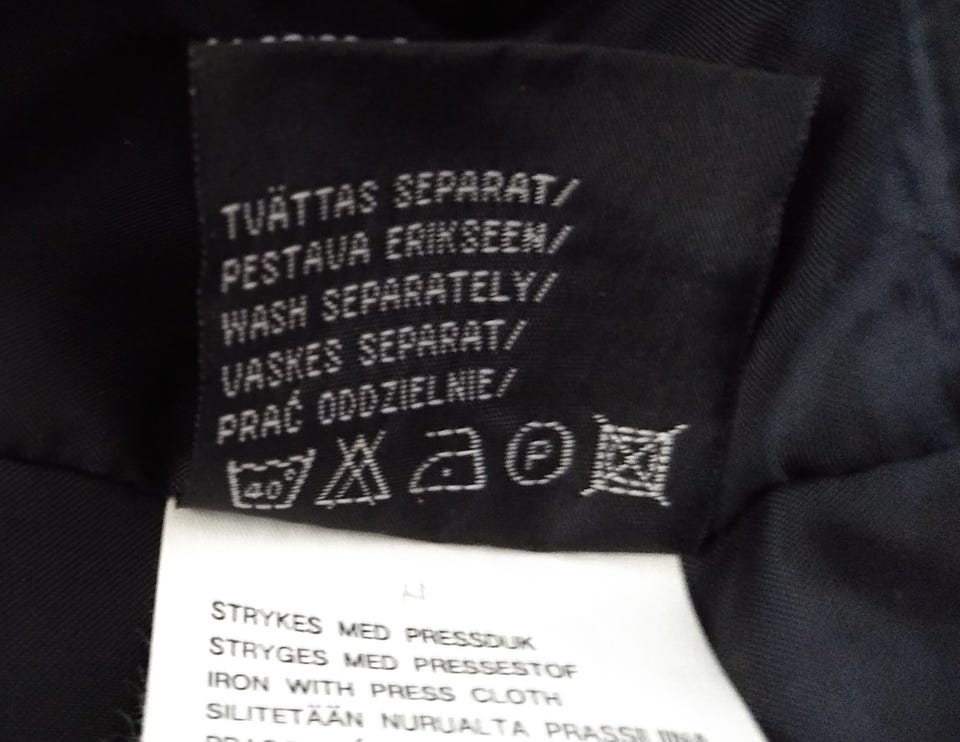 TVÄTTAS SEPARAT/
PESTAVA ERIKSEEN/
WASH SEPARATELY/
VASKES SEPARAT/
PRAĆ ODDZIELNIE/
40° P
STRYKES MED PRESSDUK
STRYGES MED PRESSESTOF
IRON WITH PRESS CLOTH
SILITETÄÄN NURJALTA